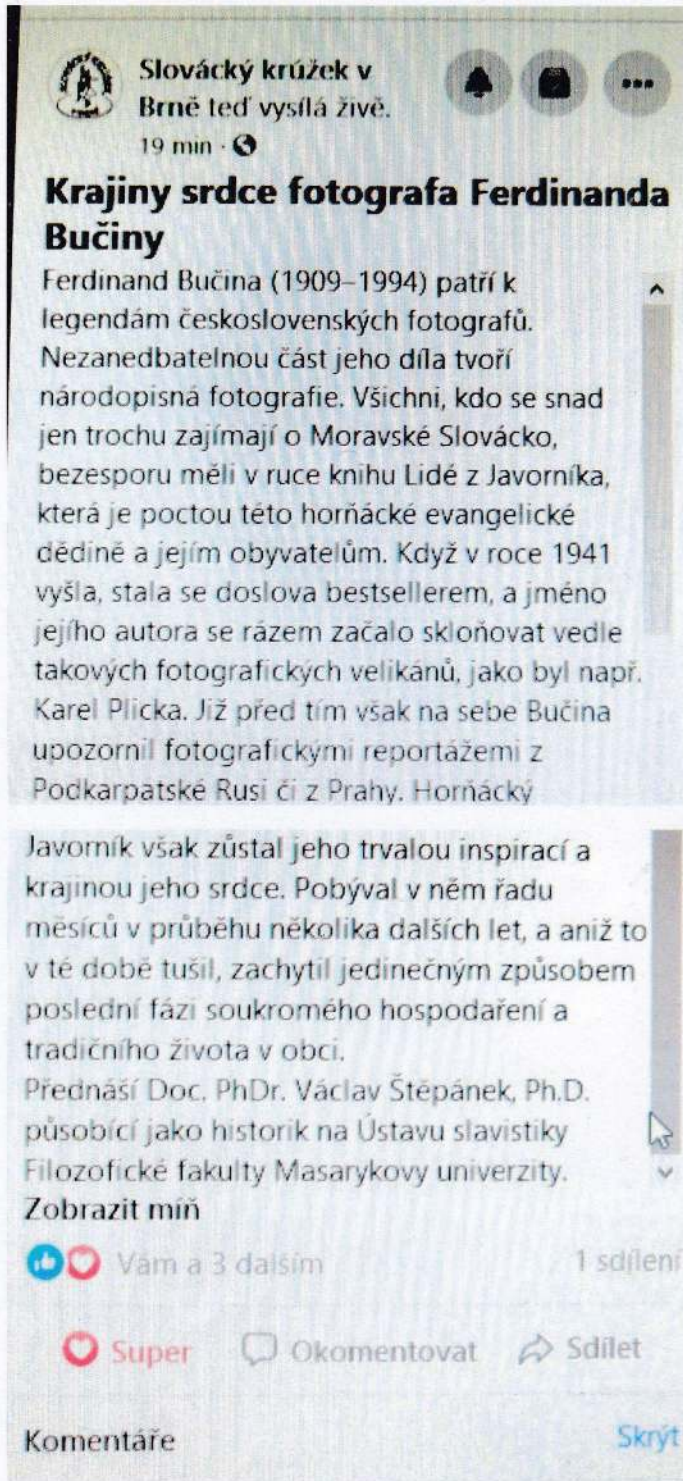 Slovácký krúžek v
Brně teď vysílá živě.
19 min ·
Krajiny srdce fotografa Ferdinanda
Bučiny
Ferdinand Bučina (1909–1994) patří k
legendám československých fotografů.
Nezanedbatelnou část jeho díla tvoří
národopisná fotografie. Všichni, kdo se snad
jen trochu zajímají o Moravské Slovácko,
bezesporu měli v ruce knihu Lidé z Javorníka,
která je poctou této horňácké evangelické
dědině a jejím obyvatelům. Když v roce 1941
vyšla, stala se doslova bestsellerem, a jméno
jejího autora se rázem začalo skloňovat vedle
takových fotografických velikánů, jako byl např.
Karel Plicka. Již před tím však na sebe Bučina
upozornil fotografickými reportážemi z
Podkarpatské Rusi či z Prahy. Horňácký
Javorník však zůstal jeho trvalou inspirací a
krajinou jeho srdce. Pobýval v něm řadu
měsíců v průběhu několika dalších let, a aniž to
v té době tušil, zachytil jedinečným způsobem
poslední fázi soukromého hospodaření a
tradičního života v obci.
Přednáší Doc. PhDr. Václav Štěpánek, Ph.D.
působící jako historik na Ústavu slavistiky
Filozofické fakulty Masarykovy univerzity.
Zobrazit míň
Vám a 3 dalším 1 sdílení
Super Okomentovat Sdílet
Komentáře Skrýt